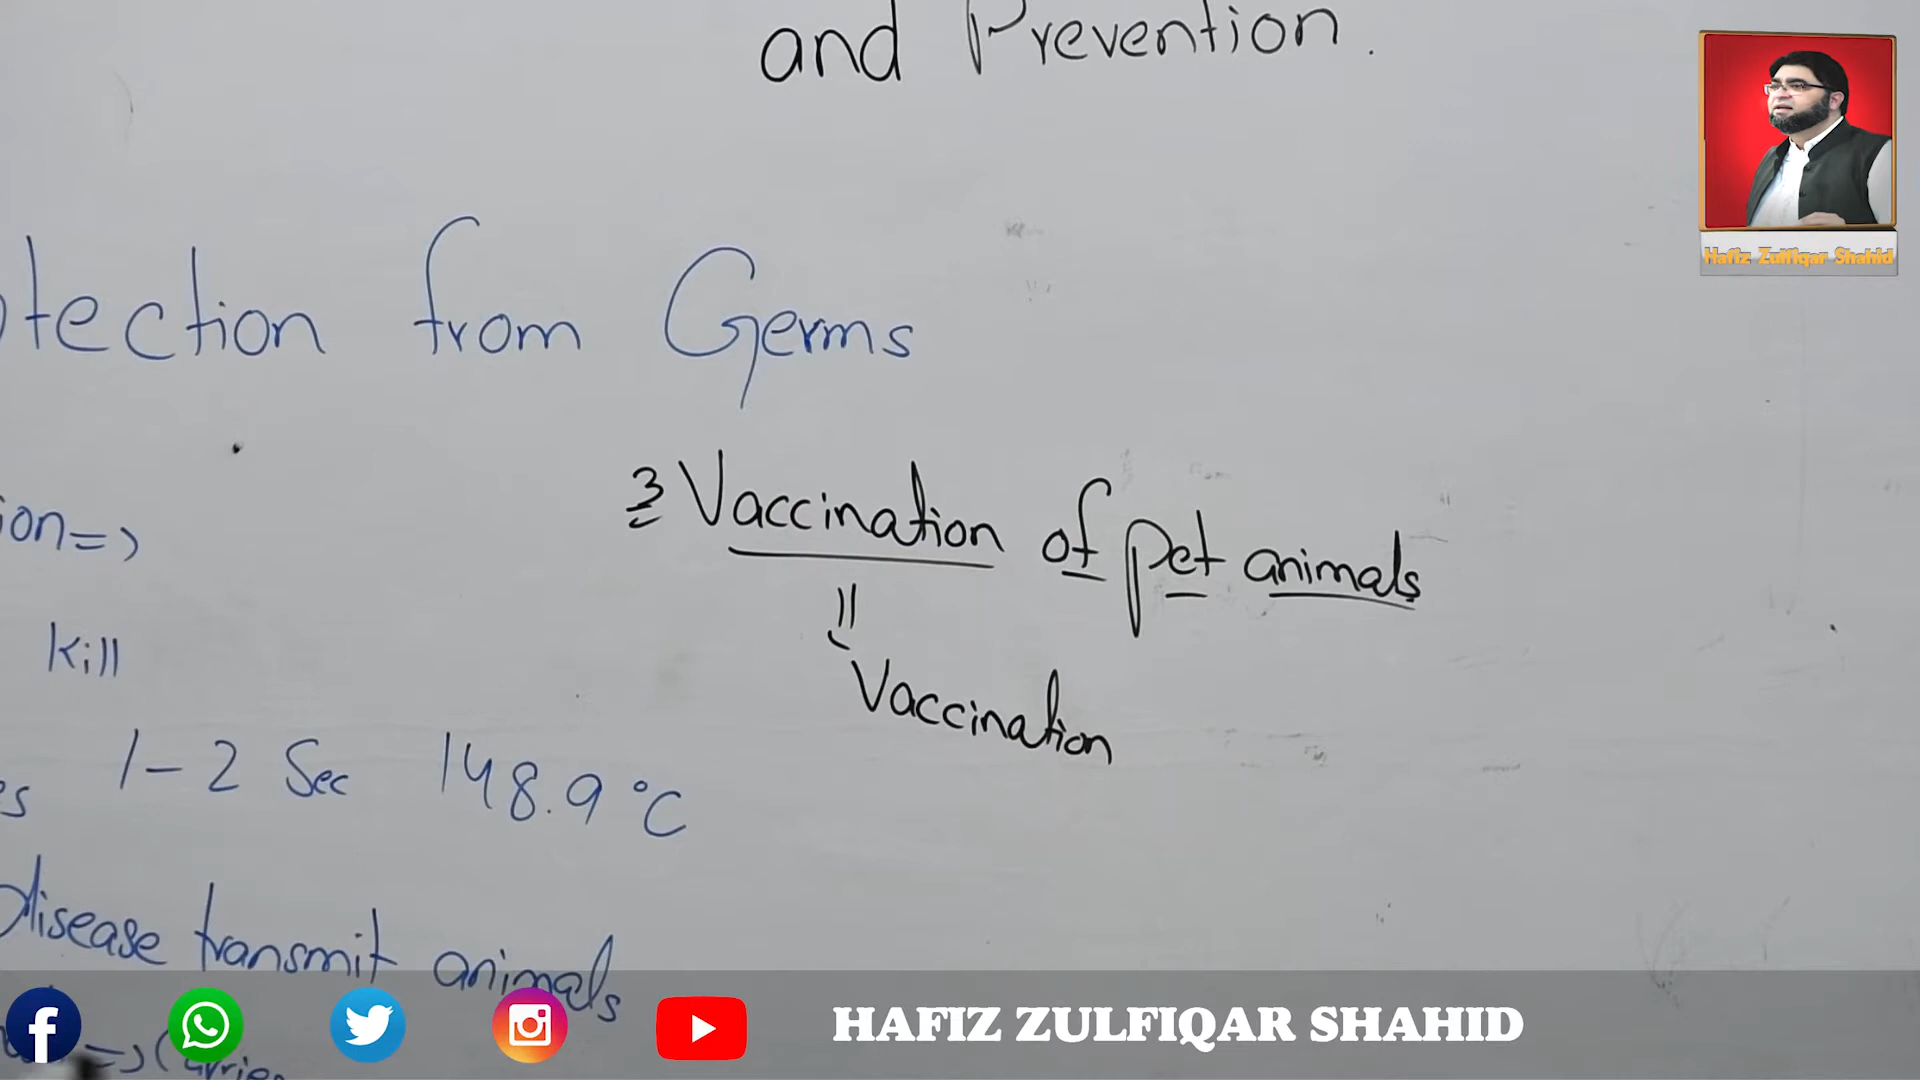 and Prevention.
Hafiz Zulfiqar Shahid
tection from Germs
3 Vaccination of pet animals
ion=>
Vaccination
kill
1-2 Sec 148.9 °C
es
disease transmit animals
HAFIZ ZULFIQAR SHAHID